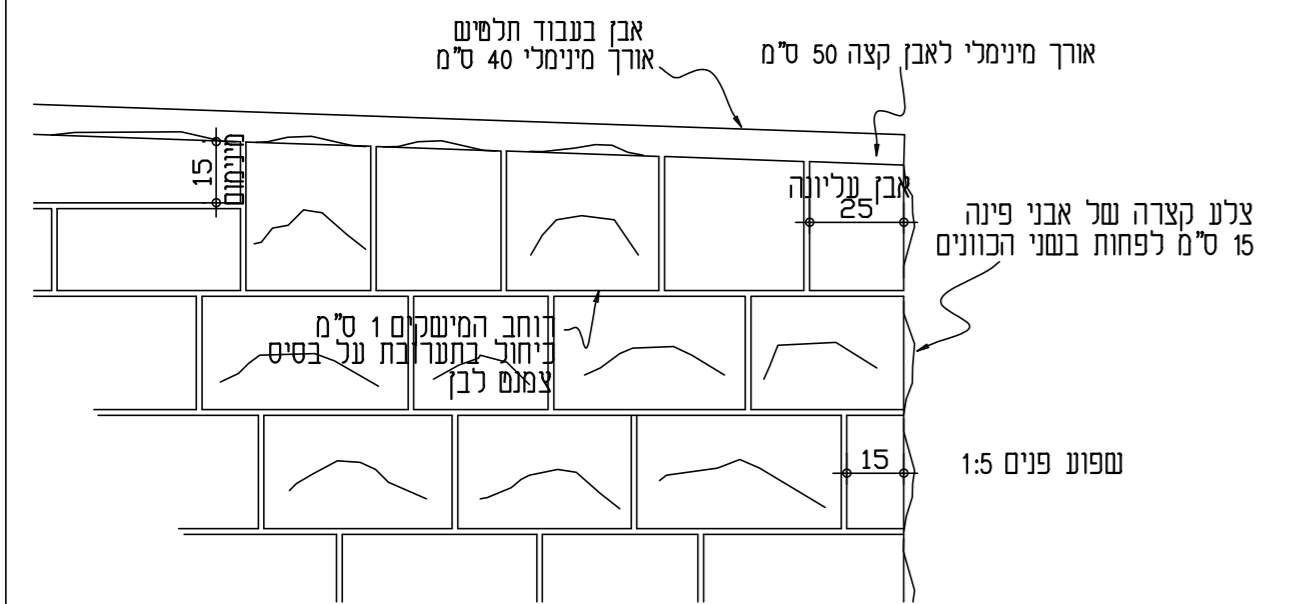 אבן בעבוד תלטיש
אורך מינימלי 40 ס"מ
אורך מינימלי לאבן קצה 50 ס"מ
15
מינימום
אבן עליונה
25
צלע קצרה של אבני פינה
15 ס"מ לפחות בשני הכוונים
רוחב המישקים 1 ס"מ
כיחול בתערובת על בסיס
צמנט לבן
15
שפוע פנים 1:5